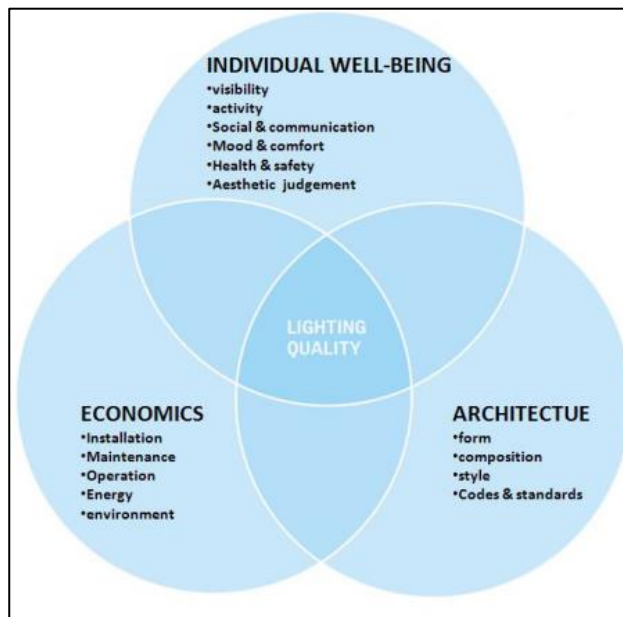 INDIVIDUAL WELL-BEING
•visibility
•activity
•Social & communication
•Mood & comfort
•Health & safety
•Aesthetic judgement
LIGHTING
QUALITY
ECONOMICS
•Installation
•Maintenance
•Operation
•Energy
•environment
ARCHITECTUE
•form
•composition
•style
•Codes & standards